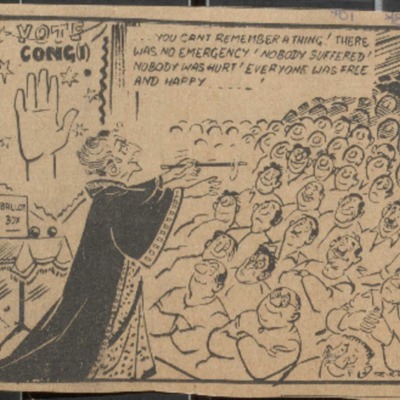 VOTE
CONG(I)
...YOU CANT REMEMBER A THING! THERE
WAS NO EMERGENCY! NOBODY SUFFERED!
NOBODY WAS HURT! EVERYONE WAS FREE
AND HAPPY ........!
BALLOT
BOX